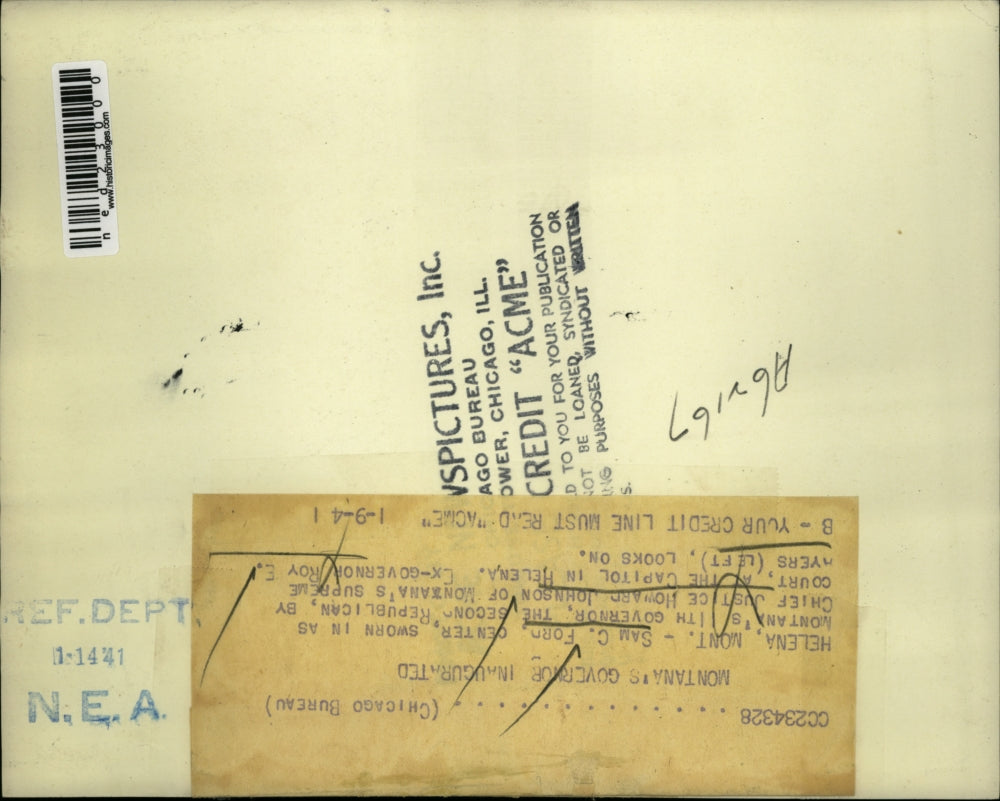 ned23000
www.historicimages.com
WSPICTURES, Inc.
AGO BUREAU
OWER, CHICAGO, ILL.
CREDIT "ACME"
D TO YOU FOR YOUR PUBLICATION
NOT BE LOANED, SYNDICATED OR
ING PURPOSES WITHOUT WRITTEN
S.
CC234328 . . . . . . . . . . . . . (CHICAGO BUREAU)
MONTANA'S GOVERNOR INAUGURATED
HELENA, MONT. - SAM C. FORD, CENTER, SWORN IN AS
MONTANA'S 11TH GOVERNOR, THE SECOND REPUBLICAN, BY
CHIEF JUSTICE HOWARD JOHNSON OF MONTANA'S SUPREME
COURT, AT THE CAPITOL IN HELENA. EX-GOVERNOR ROY E.
AYERS (LEFT), LOOKS ON.
B - YOUR CREDIT LINE MUST READ "ACME" 1-9-41
REF. DEPT
1-14 41
N. E. A.